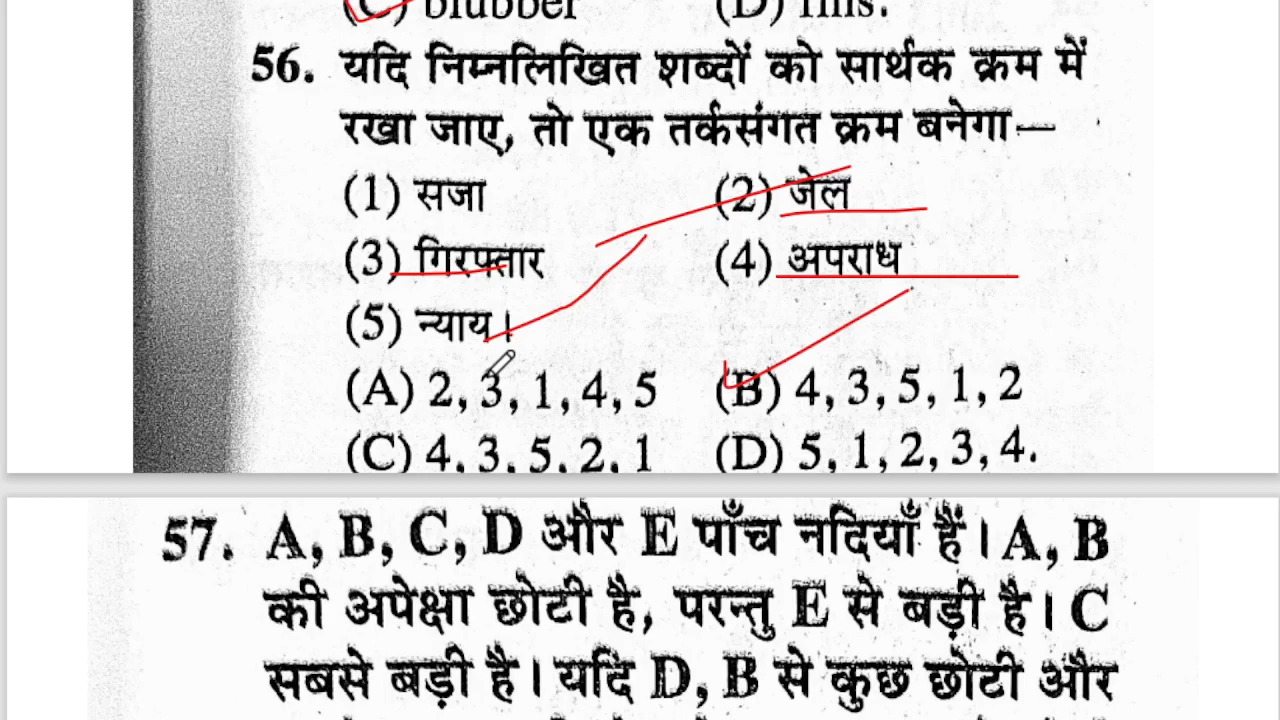 (C) blubber (D) fins.
56. यदि निम्नलिखित शब्दों को सार्थक क्रम में
रखा जाए, तो एक तर्कसंगत क्रम बनेगा—
(1) सजा (2) जेल
(3) गिरफ्तार (4) अपराध
(5) न्याय।
(A) 2, 3, 1, 4, 5 (B) 4, 3, 5, 1, 2
(C) 4, 3, 5, 2, 1 (D) 5, 1, 2, 3, 4.
57. A, B, C, D और E पाँच नदियाँ हैं। A, B
की अपेक्षा छोटी है, परन्तु E से बड़ी है। C
सबसे बड़ी है। यदि D, B से कुछ छोटी और